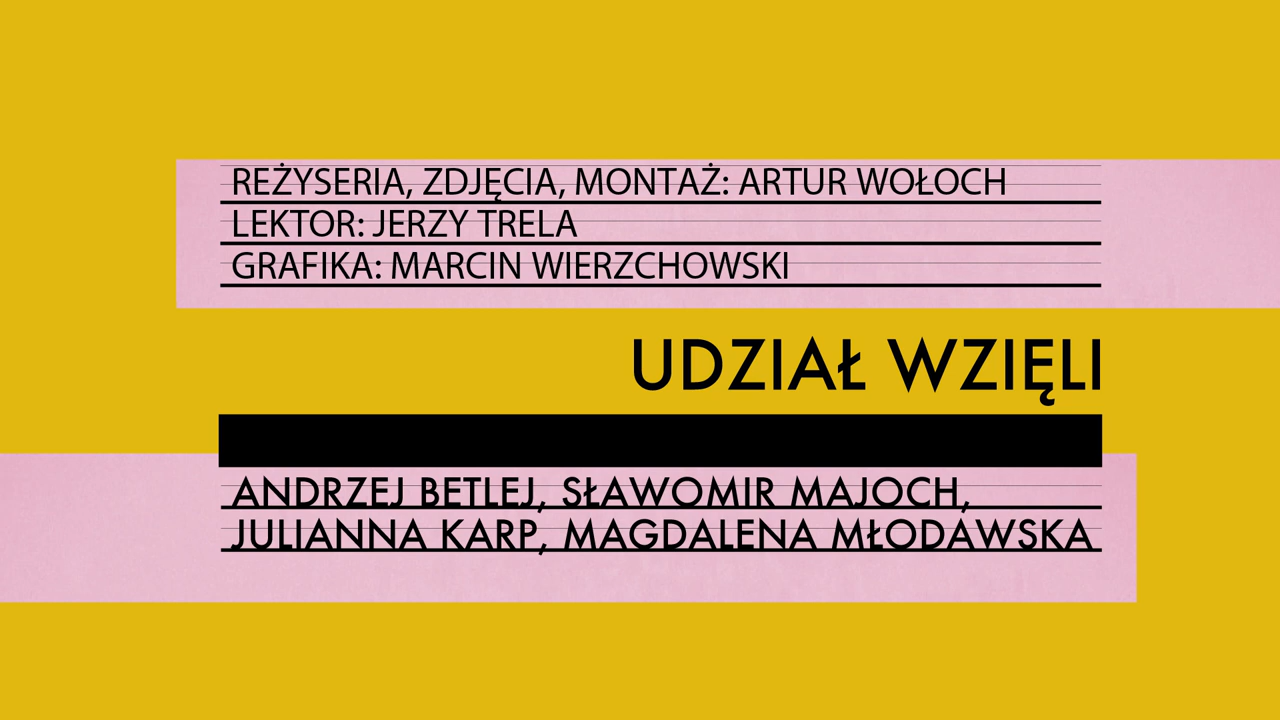 REŻYSERIA, ZDJĘCIA, MONTAŻ: ARTUR WOŁOCH
LEKTOR: JERZY TRELA
GRAFIKA: MARCIN WIERZCHOWSKI
UDZIAŁ WZIĘLI
ANDRZEJ BETLEJ, SŁAWOMIR MAJOCH,
JULIANNA KARP, MAGDALENA MŁODAWSKA